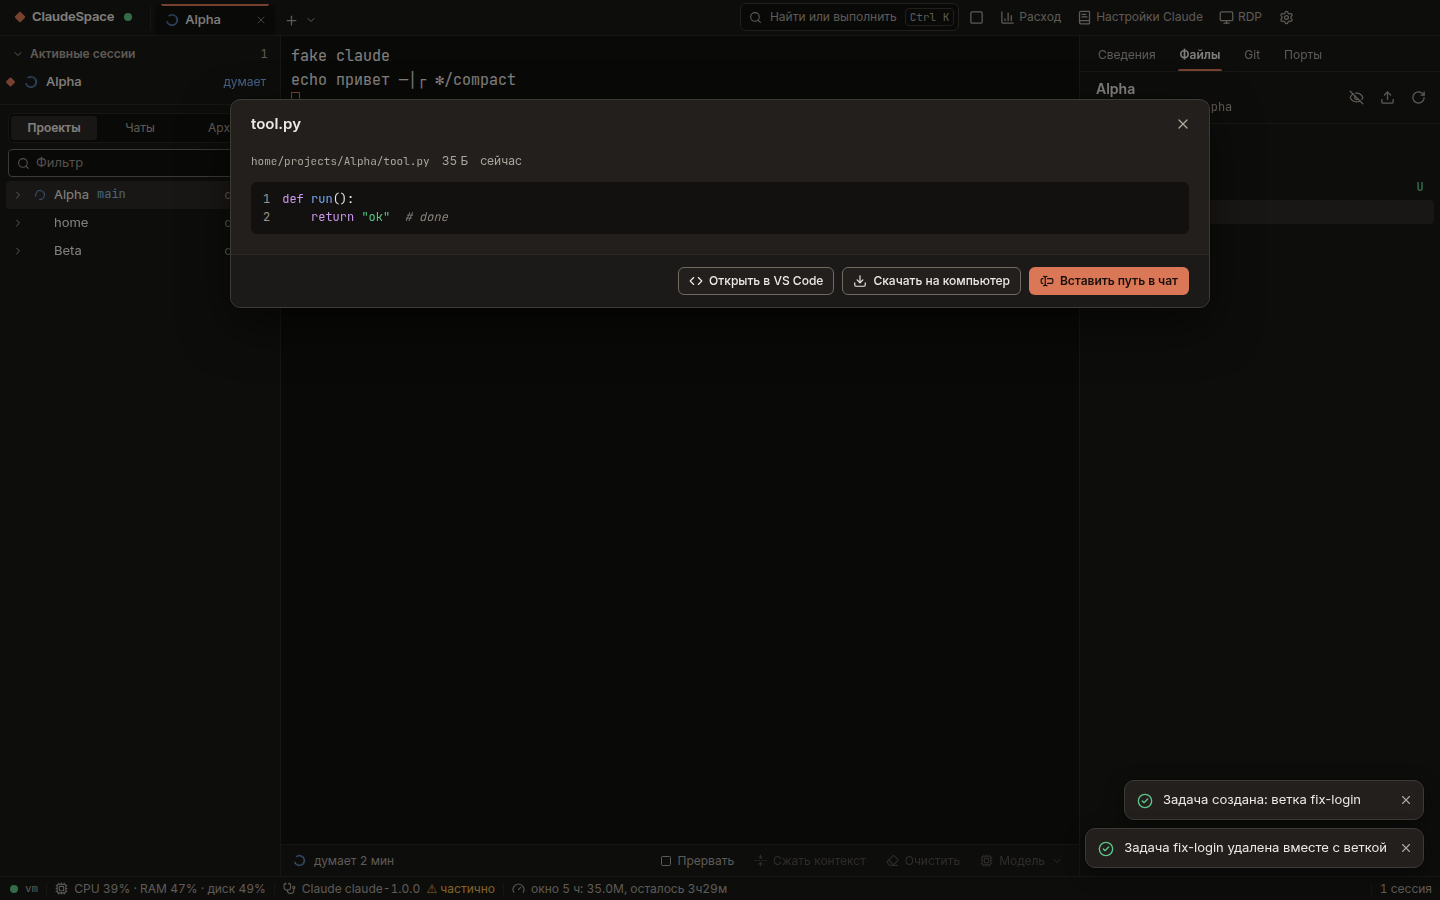 ClaudeSpace
Alpha
Найти или выполнить Ctrl K
Расход
Настройки Claude
RDP
Активные сессии 1
Alpha думает
Проекты Чаты
Фильтр
Alpha main
home
Beta
fake claude
echo привет ─│┌ ✻/compact
Сведения Файлы Git Порты
Alpha
U
tool.py
home/projects/Alpha/tool.py 35 Б сейчас
1 def run():
2     return "ok"  # done
Открыть в VS Code
Скачать на компьютер
Вставить путь в чат
Задача создана: ветка fix-login
Задача fix-login удалена вместе с веткой
думает 2 мин
Прервать
Сжать контекст
Очистить
Модель
vm
CPU 39% · RAM 47% · диск 49%
Claude claude-1.0.0 ⚠ частично
окно 5 ч: 35.0M, осталось 3ч29м
1 сессия